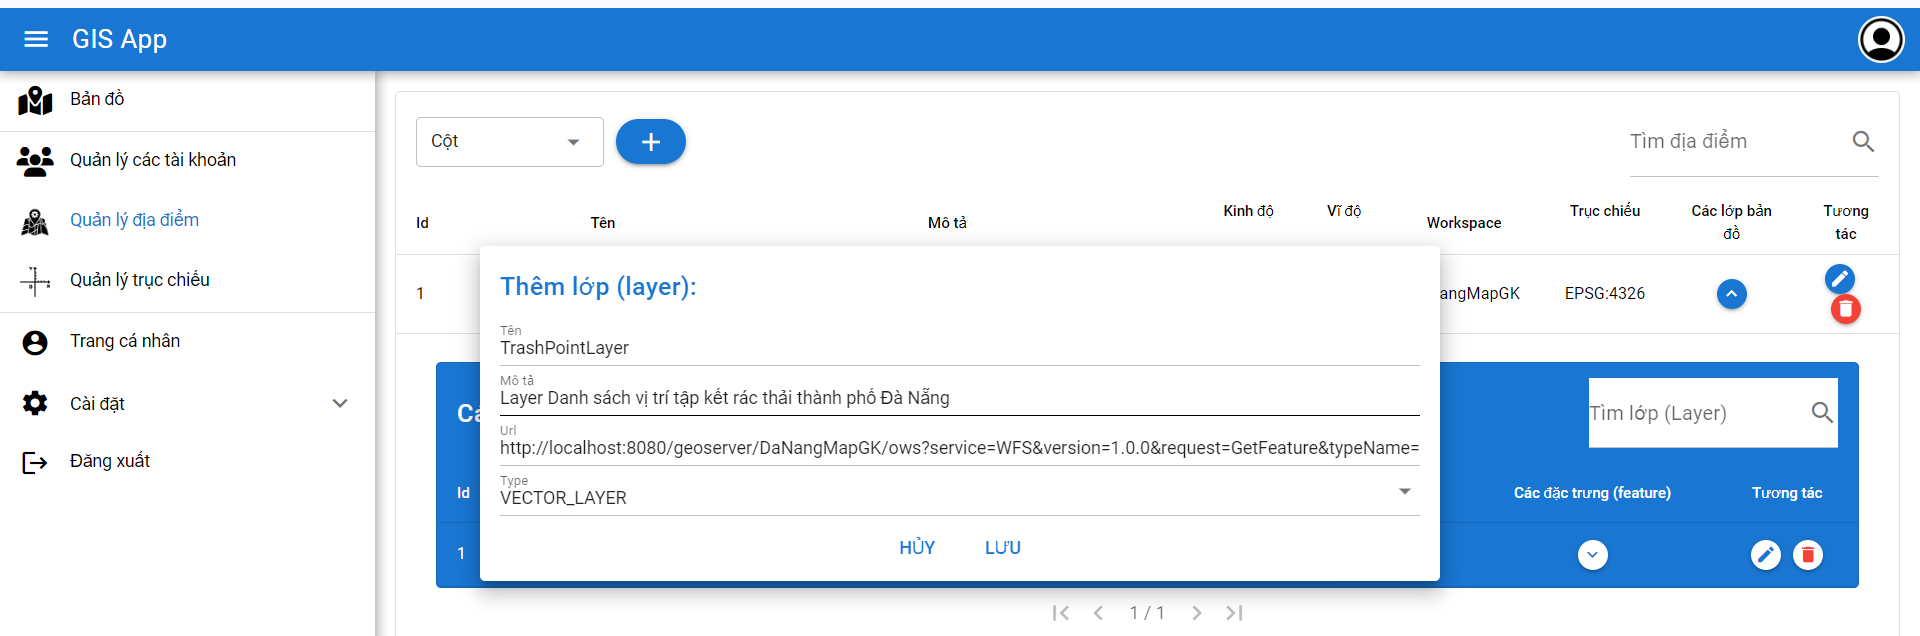 GIS App
Bản đồ
Quản lý các tài khoản
Quản lý địa điểm
Quản lý trục chiếu
Trang cá nhân
Cài đặt
Đăng xuất
Cột
+
Tìm địa điểm
Id Tên Mô tả Kinh độ Vĩ độ Workspace Trục chiếu Các lớp bản đồ Tương tác
1 angMapGK EPSG:4326
Thêm lớp (layer):
Tên
TrashPointLayer
Mô tả
Layer Danh sách vị trí tập kết rác thải thành phố Đà Nẵng
Url
http://localhost:8080/geoserver/DaNangMapGK/ows?service=WFS&version=1.0.0&request=GetFeature&typeName=
Type
VECTOR_LAYER
HỦY LƯU
Tìm lớp (Layer)
Id Các đặc trưng (feature) Tương tác
1
1 / 1